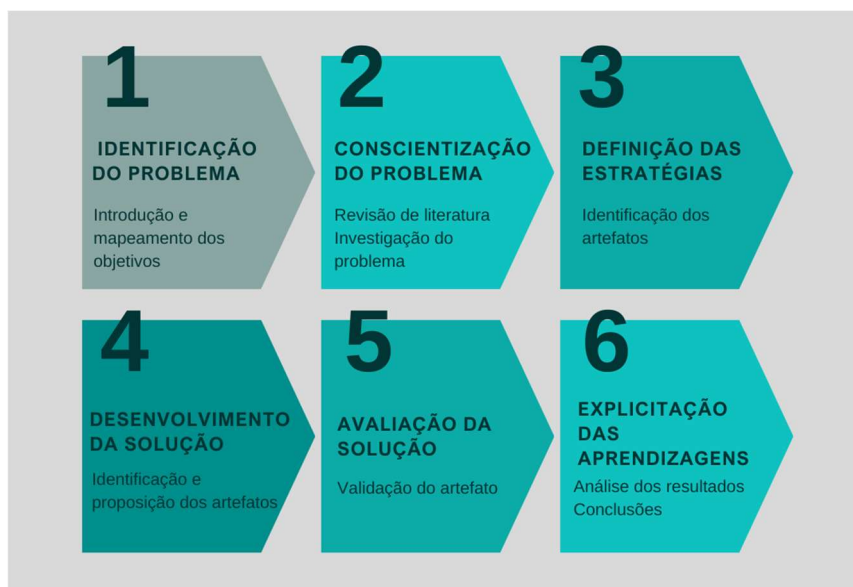 1
IDENTIFICAÇÃO
DO PROBLEMA
Introdução e
mapeamento dos
objetivos
2
CONSCIENTIZAÇÃO
DO PROBLEMA
Revisão de literatura
Investigação do
problema
3
DEFINIÇÃO DAS
ESTRATÉGIAS
Identificação dos
artefatos
4
DESENVOLVIMENTO
DA SOLUÇÃO
Identificação e
proposição dos artefatos
5
AVALIAÇÃO DA
SOLUÇÃO
Validação do artefato
6
EXPLICITAÇÃO
DAS
APRENDIZAGENS
Análise dos resultados
Conclusões